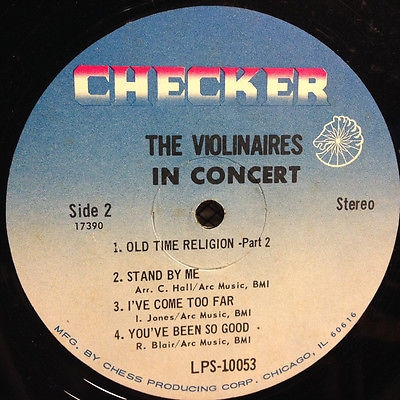 CHECKER
THE VIOLINAIRES
IN CONCERT
Side 2
17390
Stereo
1. OLD TIME RELIGION -Part 2
2. STAND BY ME
Arr. C. Hall/Arc Music, BMI
3. I'VE COME TOO FAR
I. Jones/Arc Music, BMI
4. YOU'VE BEEN SO GOOD
R. Blair/Arc Music, BMI
LPS-10053
MFG. BY CHESS PRODUCING CORP. CHICAGO, IL 60616